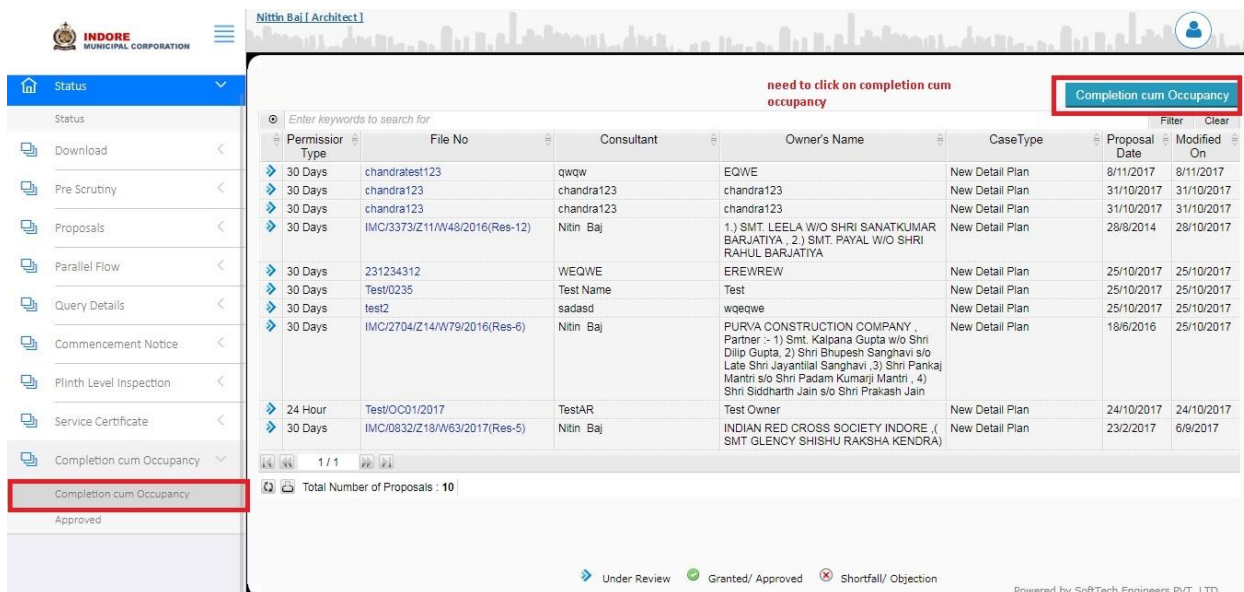 Nittin Baj [ Architect ]
INDORE
MUNICIPAL CORPORATION
Status
Status
Download
Pre Scrutiny
Proposals
Parallel Flow
Query Details
Commencement Notice
Plinth Level Inspection
Service Certificate
Completion cum Occupancy
Completion cum Occupancy
Approved
need to click on completion cum
occupancy
Completion cum Occupancy
Enter keywords to search for
Filter Clear
Permissior File No Consultant Owner's Name CaseType Proposal Modified
Type Date On
30 Days chandratest123 qwqw EQWE New Detail Plan 8/11/2017 8/11/2017
30 Days chandra123 chandra123 chandra123 New Detail Plan 31/10/2017 31/10/2017
30 Days chandra123 chandra123 chandra123 New Detail Plan 31/10/2017 31/10/2017
30 Days IMC/3373/Z11/W48/2016(Res-12) Nitin Baj 1.) SMT. LEELA W/O SHRI SANATKUMAR New Detail Plan 28/8/2014 28/10/2017
BARJATIYA , 2.) SMT. PAYAL W/O SHRI
RAHUL BARJATIYA
30 Days 231234312 WEQWE EREWREW New Detail Plan 25/10/2017 25/10/2017
30 Days Test/0235 Test Name Test New Detail Plan 25/10/2017 25/10/2017
30 Days test2 sadasd wqeqwe New Detail Plan 25/10/2017 25/10/2017
30 Days IMC/2704/Z14/W79/2016(Res-6) Nitin Baj PURVA CONSTRUCTION COMPANY , New Detail Plan 18/6/2016 25/10/2017
Partner :- 1) Smt. Kalpana Gupta w/o Shri
Dilip Gupta, 2) Shri Bhupesh Sanghavi s/o
Late Shri Jayantilal Sanghavi ,3) Shri Pankaj
Mantri s/o Shri Padam Kumarji Mantri , 4)
Shri Siddharth Jain s/o Shri Prakash Jain
24 Hour Test/OC01/2017 TestAR Test Owner New Detail Plan 24/10/2017 24/10/2017
30 Days IMC/0832/Z18/W63/2017(Res-5) Nitin Baj INDIAN RED CROSS SOCIETY INDORE ,( New Detail Plan 23/2/2017 6/9/2017
SMT GLENCY SHISHU RAKSHA KENDRA)
1 / 1
Total Number of Proposals : 10
Under Review Granted/ Approved Shortfall/ Objection
Powered by SoftTech Engineers PVT. LTD.